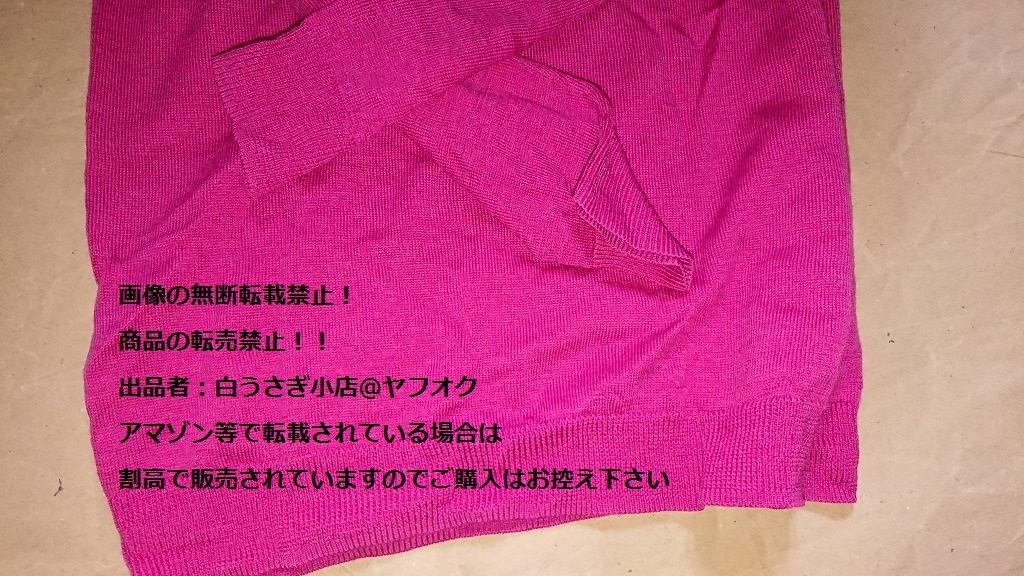 画像の無断転載禁止！
商品の転売禁止！！
出品者：白うさぎ小店@ヤフオク
アマゾン等で転載されている場合は
割高で販売されていますのでご購入はお控え下さい